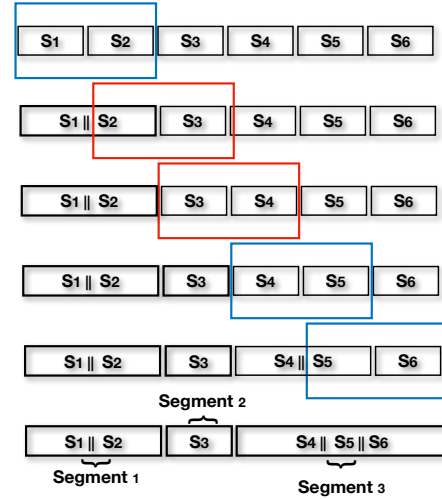 S1 S2 S3 S4 S5 S6
S1 || S2 S3 S4 S5 S6
S1 || S2 S3 S4 S5 S6
S1 || S2 S3 S4 S5 S6
S1 || S2 S3 S4 || S5 S6
Segment 2
S1 || S2 S3 S4 || S5 || S6
Segment 1 Segment 3